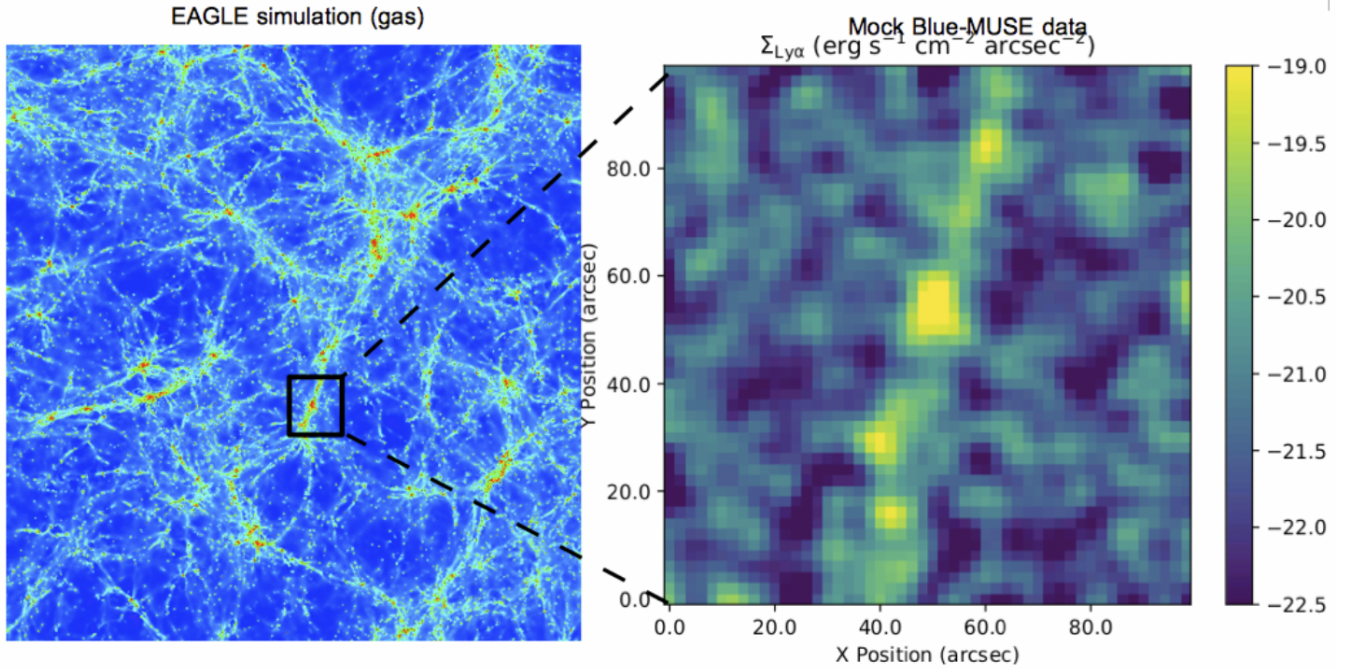 EAGLE simulation (gas)
Mock Blue-MUSE data
Σ_Lyα (erg s⁻¹ cm⁻² arcsec⁻²)
Y Position (arcsec)
80.0
60.0
40.0
20.0
0.0
0.0 20.0 40.0 60.0 80.0
X Position (arcsec)
−19.0
−19.5
−20.0
−20.5
−21.0
−21.5
−22.0
−22.5